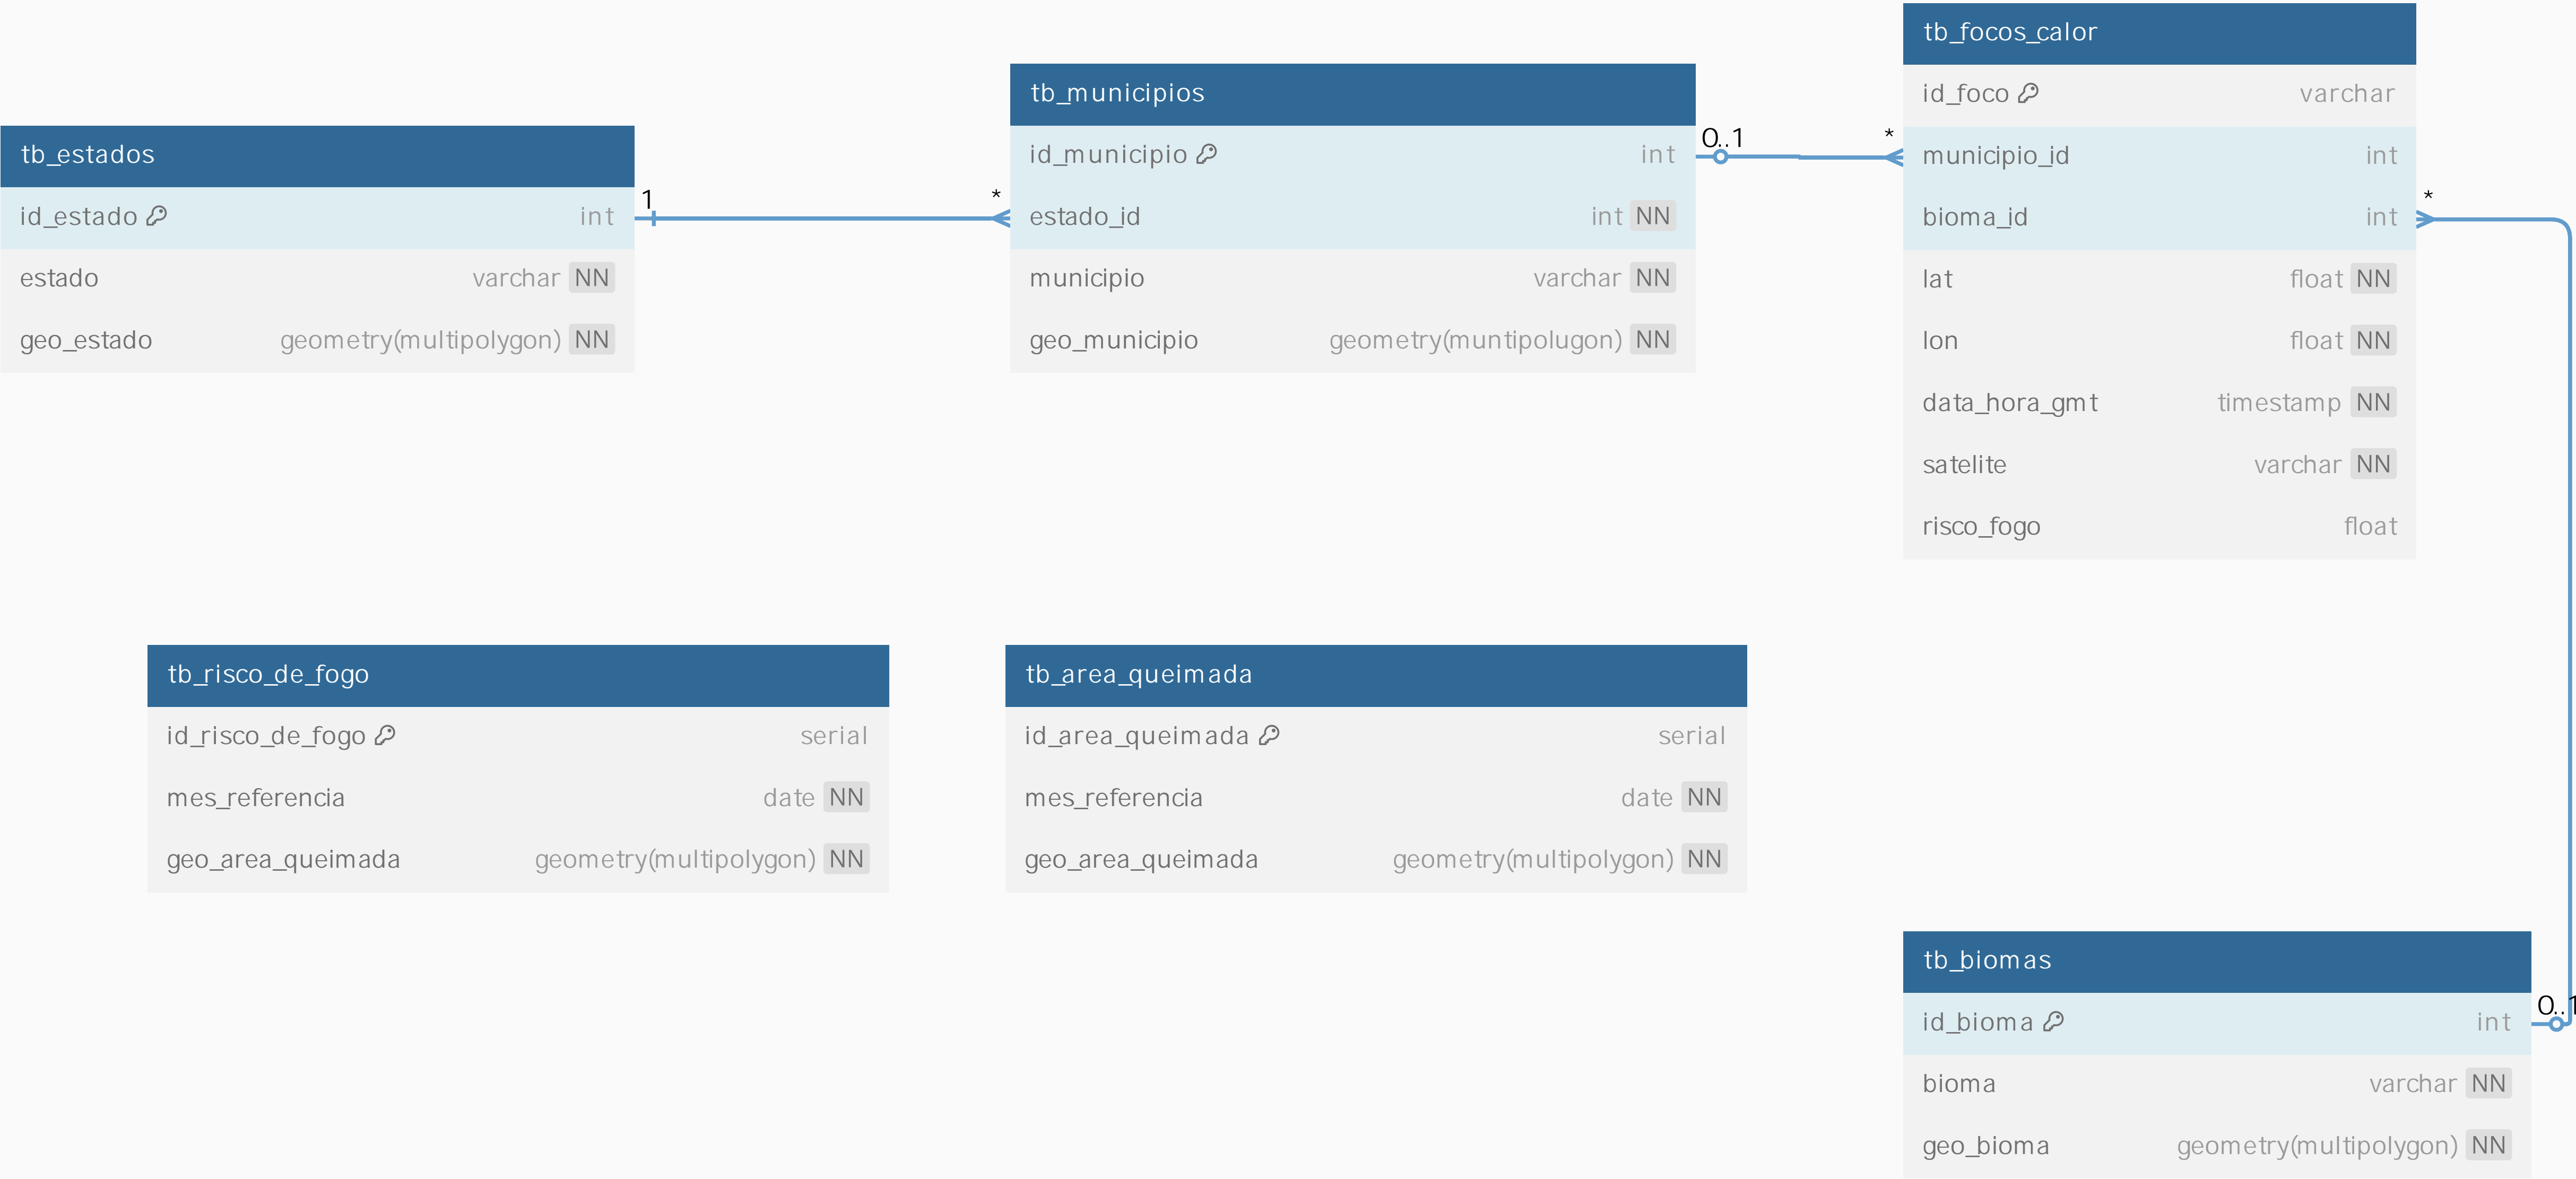 tb_estados
id_estado int
estado varchar NN
geo_estado geometry(multipolygon) NN
1 *
tb_municipios
id_municipio int
estado_id int NN
municipio varchar NN
geo_municipio geometry(muntipolugon) NN
0..1 *
tb_focos_calor
id_foco varchar
municipio_id int
bioma_id int
lat float NN
lon float NN
data_hora_gmt timestamp NN
satelite varchar NN
risco_fogo float
*
tb_risco_de_fogo
id_risco_de_fogo serial
mes_referencia date NN
geo_area_queimada geometry(multipolygon) NN
tb_area_queimada
id_area_queimada serial
mes_referencia date NN
geo_area_queimada geometry(multipolygon) NN
tb_biomas
id_bioma int
bioma varchar NN
geo_bioma geometry(multipolygon) NN
0..1